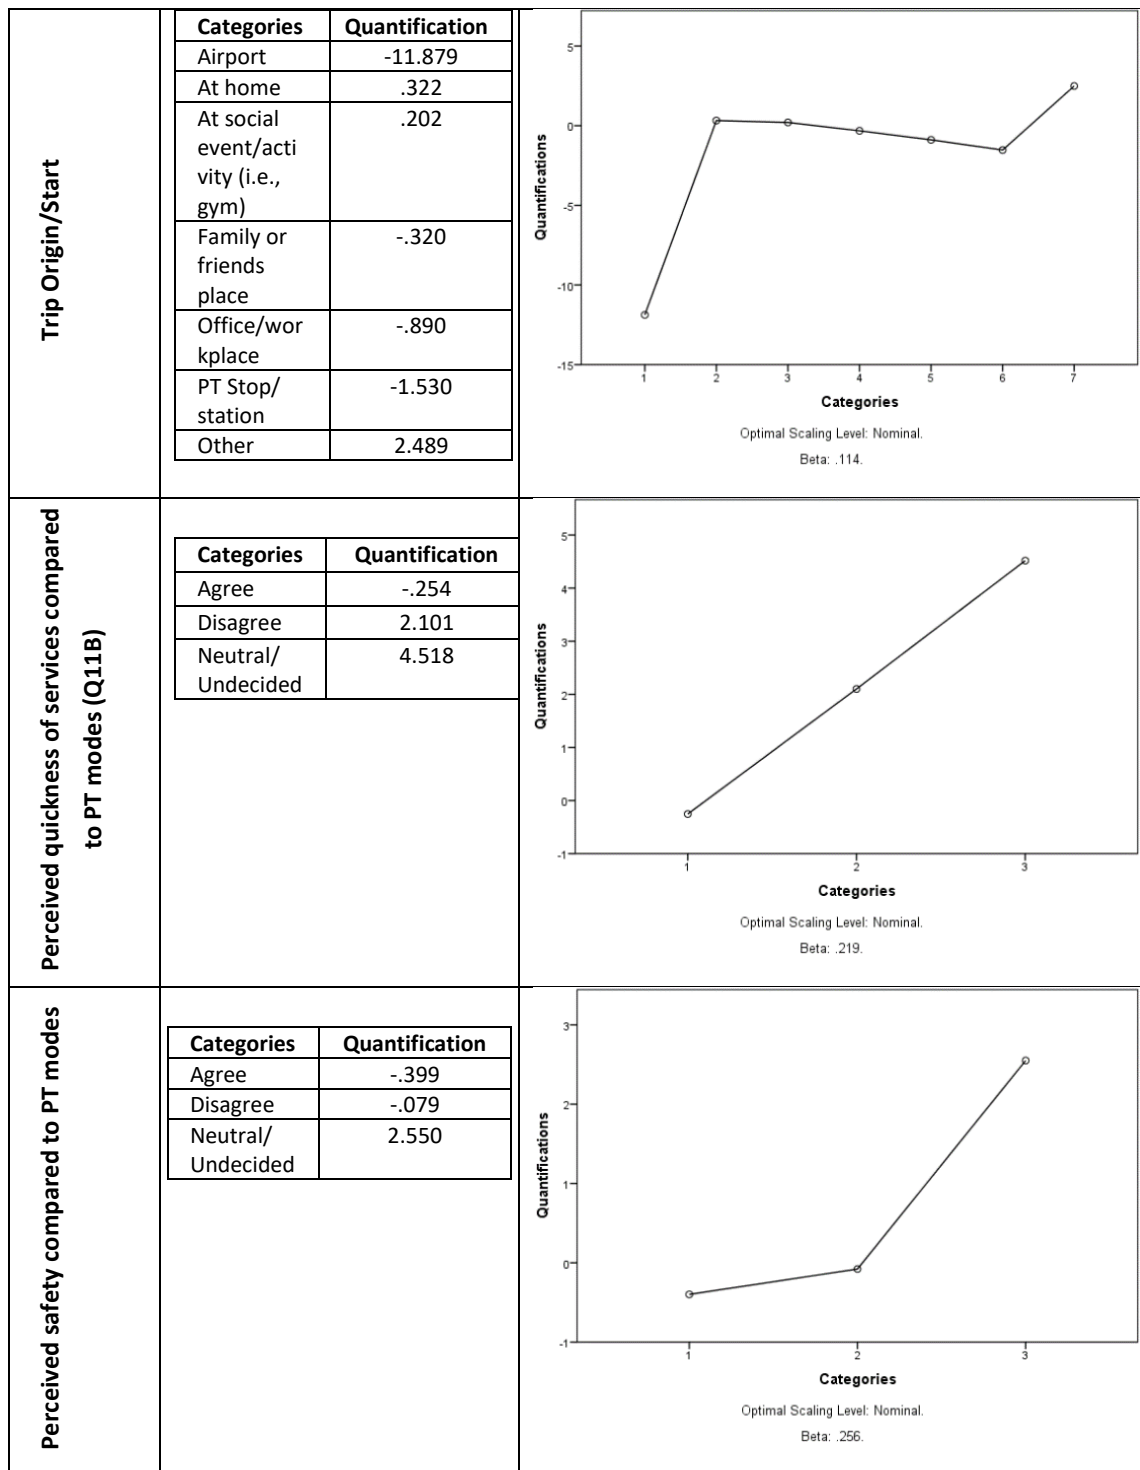 Trip Origin/Start
Categories Quantification
Airport -11.879
At home .322
At social .202
event/acti
vity (i.e.,
gym)
Family or -.320
friends
place
Office/wor -.890
kplace
PT Stop/ -1.530
station
Other 2.489
Quantifications
5
0
-5
-10
-15
1 2 3 4 5 6 7
Categories
Optimal Scaling Level: Nominal.
Beta: .114.
Perceived quickness of services compared
to PT modes (Q11B)
Categories Quantification
Agree -.254
Disagree 2.101
Neutral/ 4.518
Undecided
Quantifications
5
4
3
2
1
0
-1
1 2 3
Categories
Optimal Scaling Level: Nominal.
Beta: .219.
Perceived safety compared to PT modes
Categories Quantification
Agree -.399
Disagree -.079
Neutral/ 2.550
Undecided
Quantifications
3
2
1
0
-1
1 2 3
Categories
Optimal Scaling Level: Nominal.
Beta: .256.